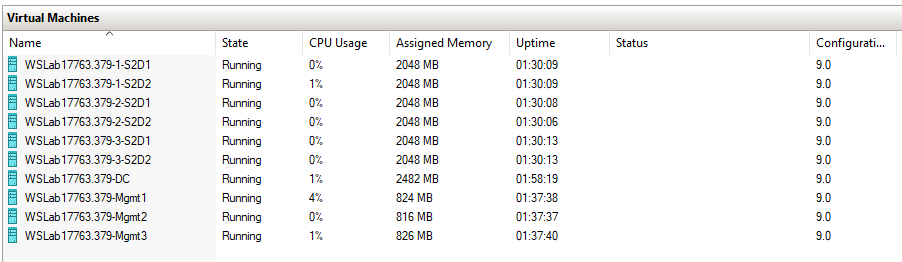 Virtual Machines
Name State CPU Usage Assigned Memory Uptime Status Configurati...
WSLab17763.379-1-S2D1 Running 0% 2048 MB 01:30:09 9.0
WSLab17763.379-1-S2D2 Running 1% 2048 MB 01:30:09 9.0
WSLab17763.379-2-S2D1 Running 0% 2048 MB 01:30:08 9.0
WSLab17763.379-2-S2D2 Running 0% 2048 MB 01:30:06 9.0
WSLab17763.379-3-S2D1 Running 0% 2048 MB 01:30:13 9.0
WSLab17763.379-3-S2D2 Running 0% 2048 MB 01:30:13 9.0
WSLab17763.379-DC Running 1% 2482 MB 01:58:19 9.0
WSLab17763.379-Mgmt1 Running 4% 824 MB 01:37:38 9.0
WSLab17763.379-Mgmt2 Running 0% 816 MB 01:37:37 9.0
WSLab17763.379-Mgmt3 Running 1% 826 MB 01:37:40 9.0